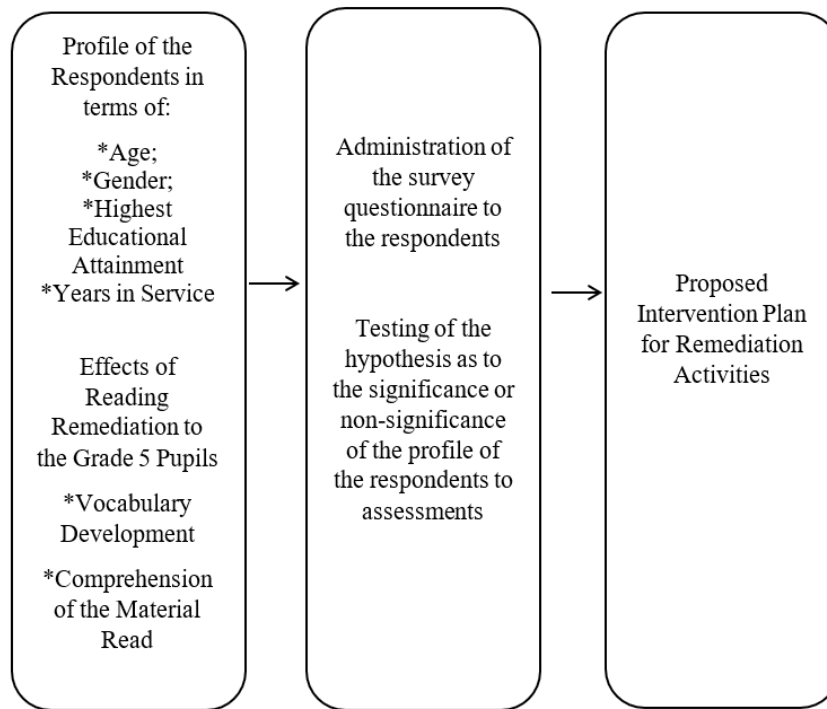 Profile of the
Respondents in
terms of:
*Age;
*Gender;
*Highest
Educational
Attainment
*Years in Service
Effects of
Reading
Remediation to
the Grade 5 Pupils
*Vocabulary
Development
*Comprehension
of the Material
Read
Administration of
the survey
questionnaire to
the respondents
Testing of the
hypothesis as to
the significance or
non-significance
of the profile of
the respondents to
assessments
Proposed
Intervention Plan
for Remediation
Activities